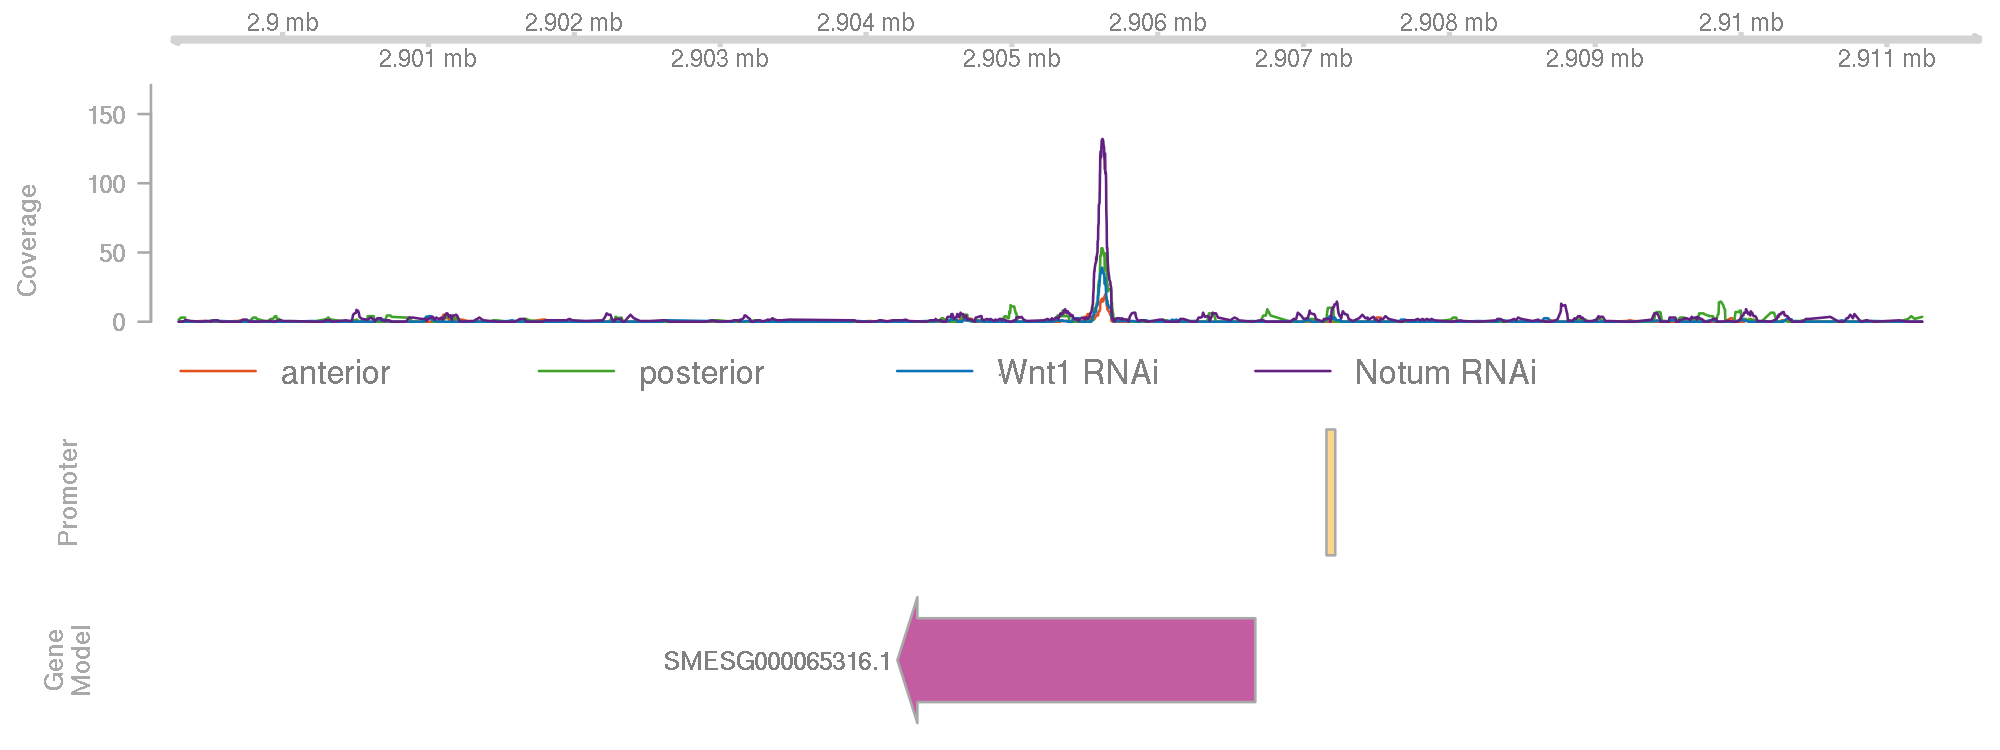 2.9 mb 2.902 mb 2.904 mb 2.906 mb 2.908 mb 2.91 mb
2.901 mb 2.903 mb 2.905 mb 2.907 mb 2.909 mb 2.911 mb
Coverage
150
100
50
0
anterior posterior Wnt1 RNAi Notum RNAi
Promoter
Gene
Model
SMESG000065316.1